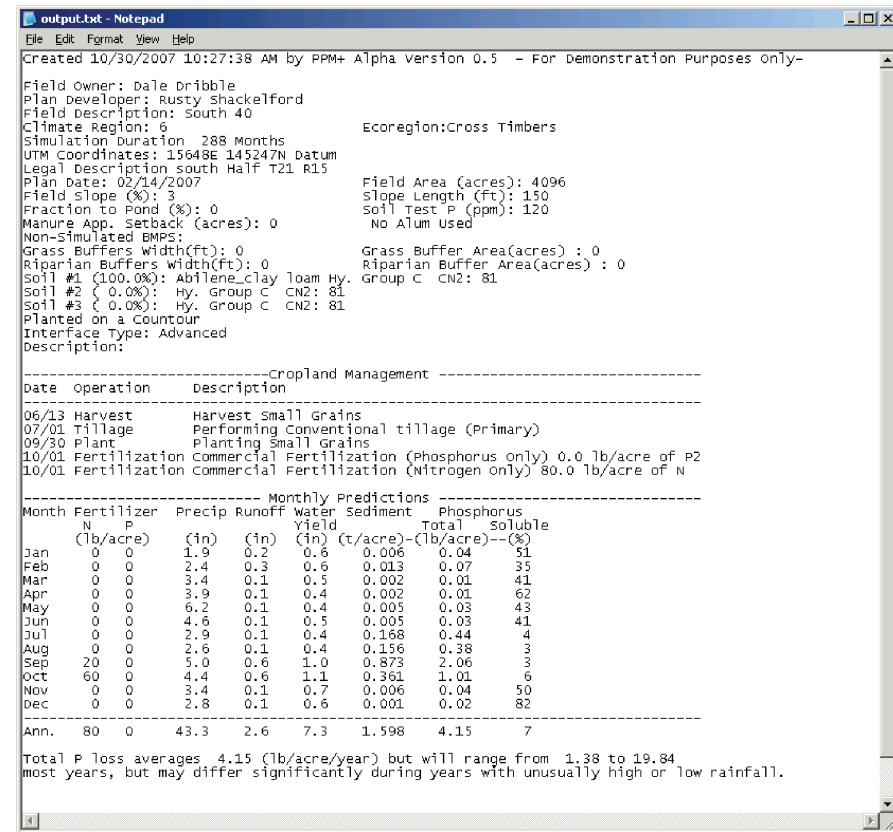 output.txt - Notepad
File Edit Format View Help
Created 10/30/2007 10:27:38 AM by PPM+ Alpha Version 0.5 - For Demonstration Purposes Only-
Field Owner: Dale Dribble
Plan Developer: Rusty Shackelford
Field Description: South 40
Climate Region: 6 Ecoregion:Cross Timbers
Simulation Duration 288 Months
UTM Coordinates: 15648E 145247N Datum
Legal Description South Half T21 R15
Plan Date: 02/14/2007 Field Area (acres): 4096
Field Slope (%): 3 Slope Length (ft): 150
Fraction to Pond (%): 0 Soil Test P (ppm): 120
Manure App. Setback (acres): 0 No Alum Used
Non-Simulated BMPS:
Grass Buffers Width(ft): 0 Grass Buffer Area(acres) : 0
Riparian Buffers Width(ft): 0 Riparian Buffer Area(acres) : 0
Soil #1 (100.0%): Abilene_clay loam Hy. Group C CN2: 81
Soil #2 ( 0.0%): Hy. Group C CN2: 81
Soil #3 ( 0.0%): Hy. Group C CN2: 81
Planted on a Countour
Interface Type: Advanced
Description:
-----------------------------Cropland Management -------------------------------
Date Operation Description
--------------------------------------------------------------------------------
06/13 Harvest Harvest Small Grains
07/01 Tillage Performing Conventional tillage (Primary)
09/30 Plant Planting Small Grains
10/01 Fertilization Commercial Fertilization (Phosphorus Only) 0.0 lb/acre of P2
10/01 Fertilization Commercial Fertilization (Nitrogen Only) 80.0 lb/acre of N
---------------------------- Monthly Predictions -------------------------------
Month Fertilizer Precip Runoff Water Sediment Phosphorus
N P Yield Total Soluble
(lb/acre) (in) (in) (in) (t/acre)-(lb/acre)--(%)
Jan 0 0 1.9 0.2 0.6 0.006 0.04 51
Feb 0 0 2.4 0.3 0.6 0.013 0.07 35
Mar 0 0 3.4 0.1 0.5 0.002 0.01 41
Apr 0 0 3.9 0.1 0.4 0.002 0.01 62
May 0 0 6.2 0.1 0.4 0.005 0.03 43
Jun 0 0 4.6 0.1 0.5 0.005 0.03 41
Jul 0 0 2.9 0.1 0.4 0.168 0.44 4
Aug 0 0 2.6 0.1 0.4 0.156 0.38 3
Sep 20 0 5.0 0.6 1.0 0.873 2.06 3
Oct 60 0 4.4 0.6 1.1 0.361 1.01 6
Nov 0 0 3.4 0.1 0.7 0.006 0.04 50
Dec 0 0 2.8 0.1 0.6 0.001 0.02 82
--------------------------------------------------------------------------------
Ann. 80 0 43.3 2.6 7.3 1.598 4.15 7
Total P loss averages 4.15 (lb/acre/year) but will range from 1.38 to 19.84
most years, but may differ significantly during years with unusually high or low rainfall.